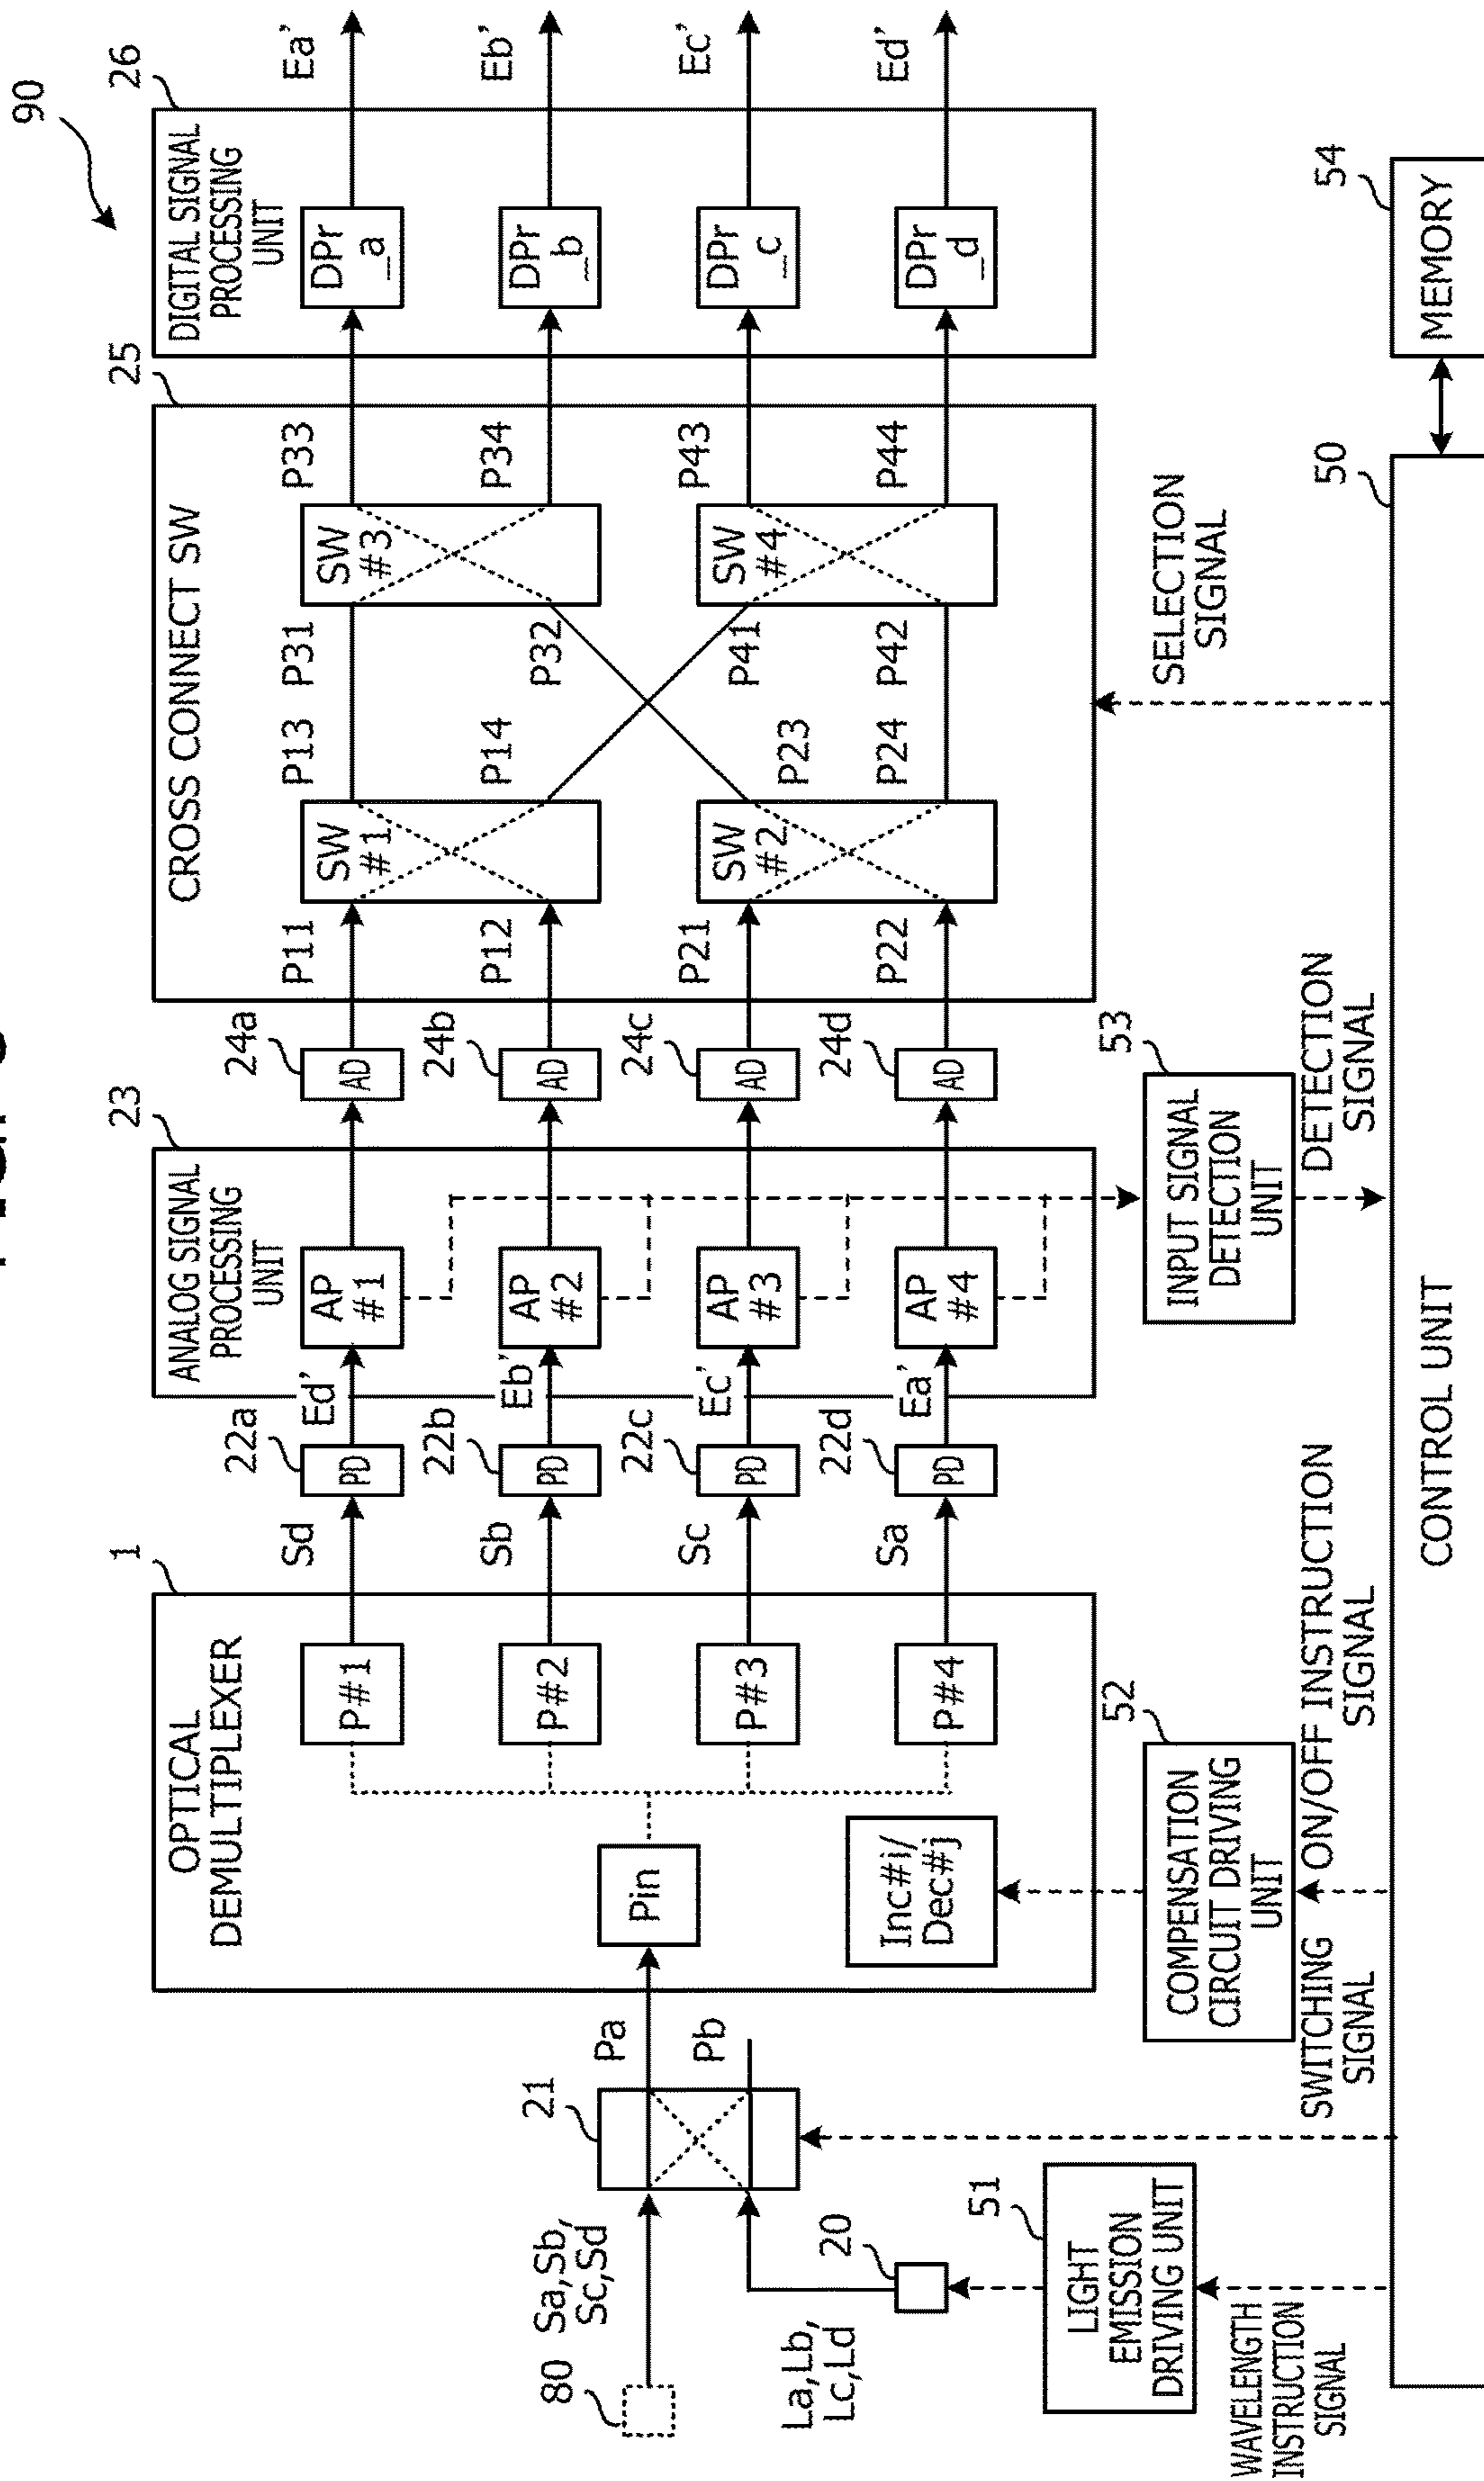 90
OPTICAL
DEMULTIPLEXER
1
ANALOG SIGNAL
PROCESSING
UNIT
23
CROSS CONNECT SW
25
DIGITAL SIGNAL
PROCESSING
UNIT
26
80
Sa,Sb,
Sc,Sd
La,Lb,
Lc,Ld
20
21
Pa
Pb
Pin
Inc#i/
Dec#j
P#1
P#2
P#3
P#4
Sd
Sb
Sc
Sa
22a
PD
22b
PD
22c
PD
22d
PD
Ed'
Eb'
Ec'
Ea'
AP
#1
AP
#2
AP
#3
AP
#4
24a
AD
24b
AD
24c
AD
24d
AD
P11
P12
P21
P22
SW
#1
SW
#2
P13
P14
P23
P24
P31
P32
P41
P42
SW
#3
SW
#4
P33
P34
P43
P44
DPr
_a
DPr
_b
DPr
_c
DPr
_d
Ea'
Eb'
Ec'
Ed'
51
LIGHT
EMISSION
DRIVING UNIT
52
COMPENSATION
CIRCUIT DRIVING
UNIT
53
INPUT SIGNAL
DETECTION
UNIT
WAVELENGTH
INSTRUCTION
SIGNAL
SWITCHING
SIGNAL
ON/OFF INSTRUCTION
SIGNAL
DETECTION
SIGNAL
SELECTION
SIGNAL
CONTROL UNIT
50
MEMORY
54